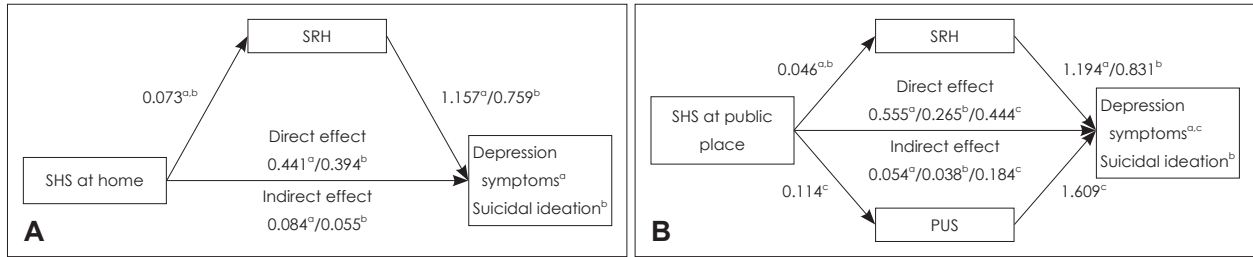 SRH
0.073ᵃ,ᵇ
1.157ᵃ/0.759ᵇ
Direct effect
0.441ᵃ/0.394ᵇ
SHS at home
Depression
symptomsᵃ
Suicidal ideationᵇ
Indirect effect
0.084ᵃ/0.055ᵇ
A
SRH
0.046ᵃ,ᵇ
1.194ᵃ/0.831ᵇ
Direct effect
0.555ᵃ/0.265ᵇ/0.444ᶜ
SHS at public
place
Depression
symptomsᵃ,ᶜ
Suicidal ideationᵇ
Indirect effect
0.054ᵃ/0.038ᵇ/0.184ᶜ
0.114ᶜ
1.609ᶜ
PUS
B